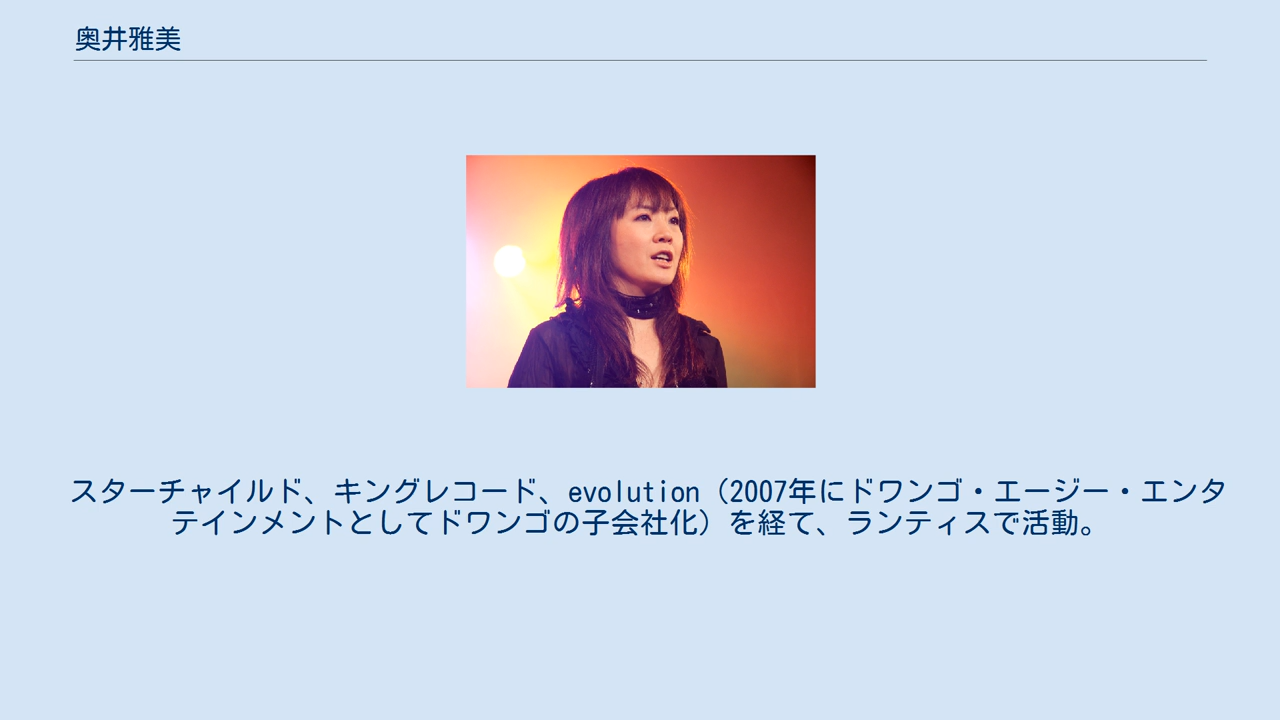 奥井雅美
スターチャイルド、キングレコード、evolution（2007年にドワンゴ・エージー・エンタ
テインメントとしてドワンゴの子会社化）を経て、ランティスで活動。